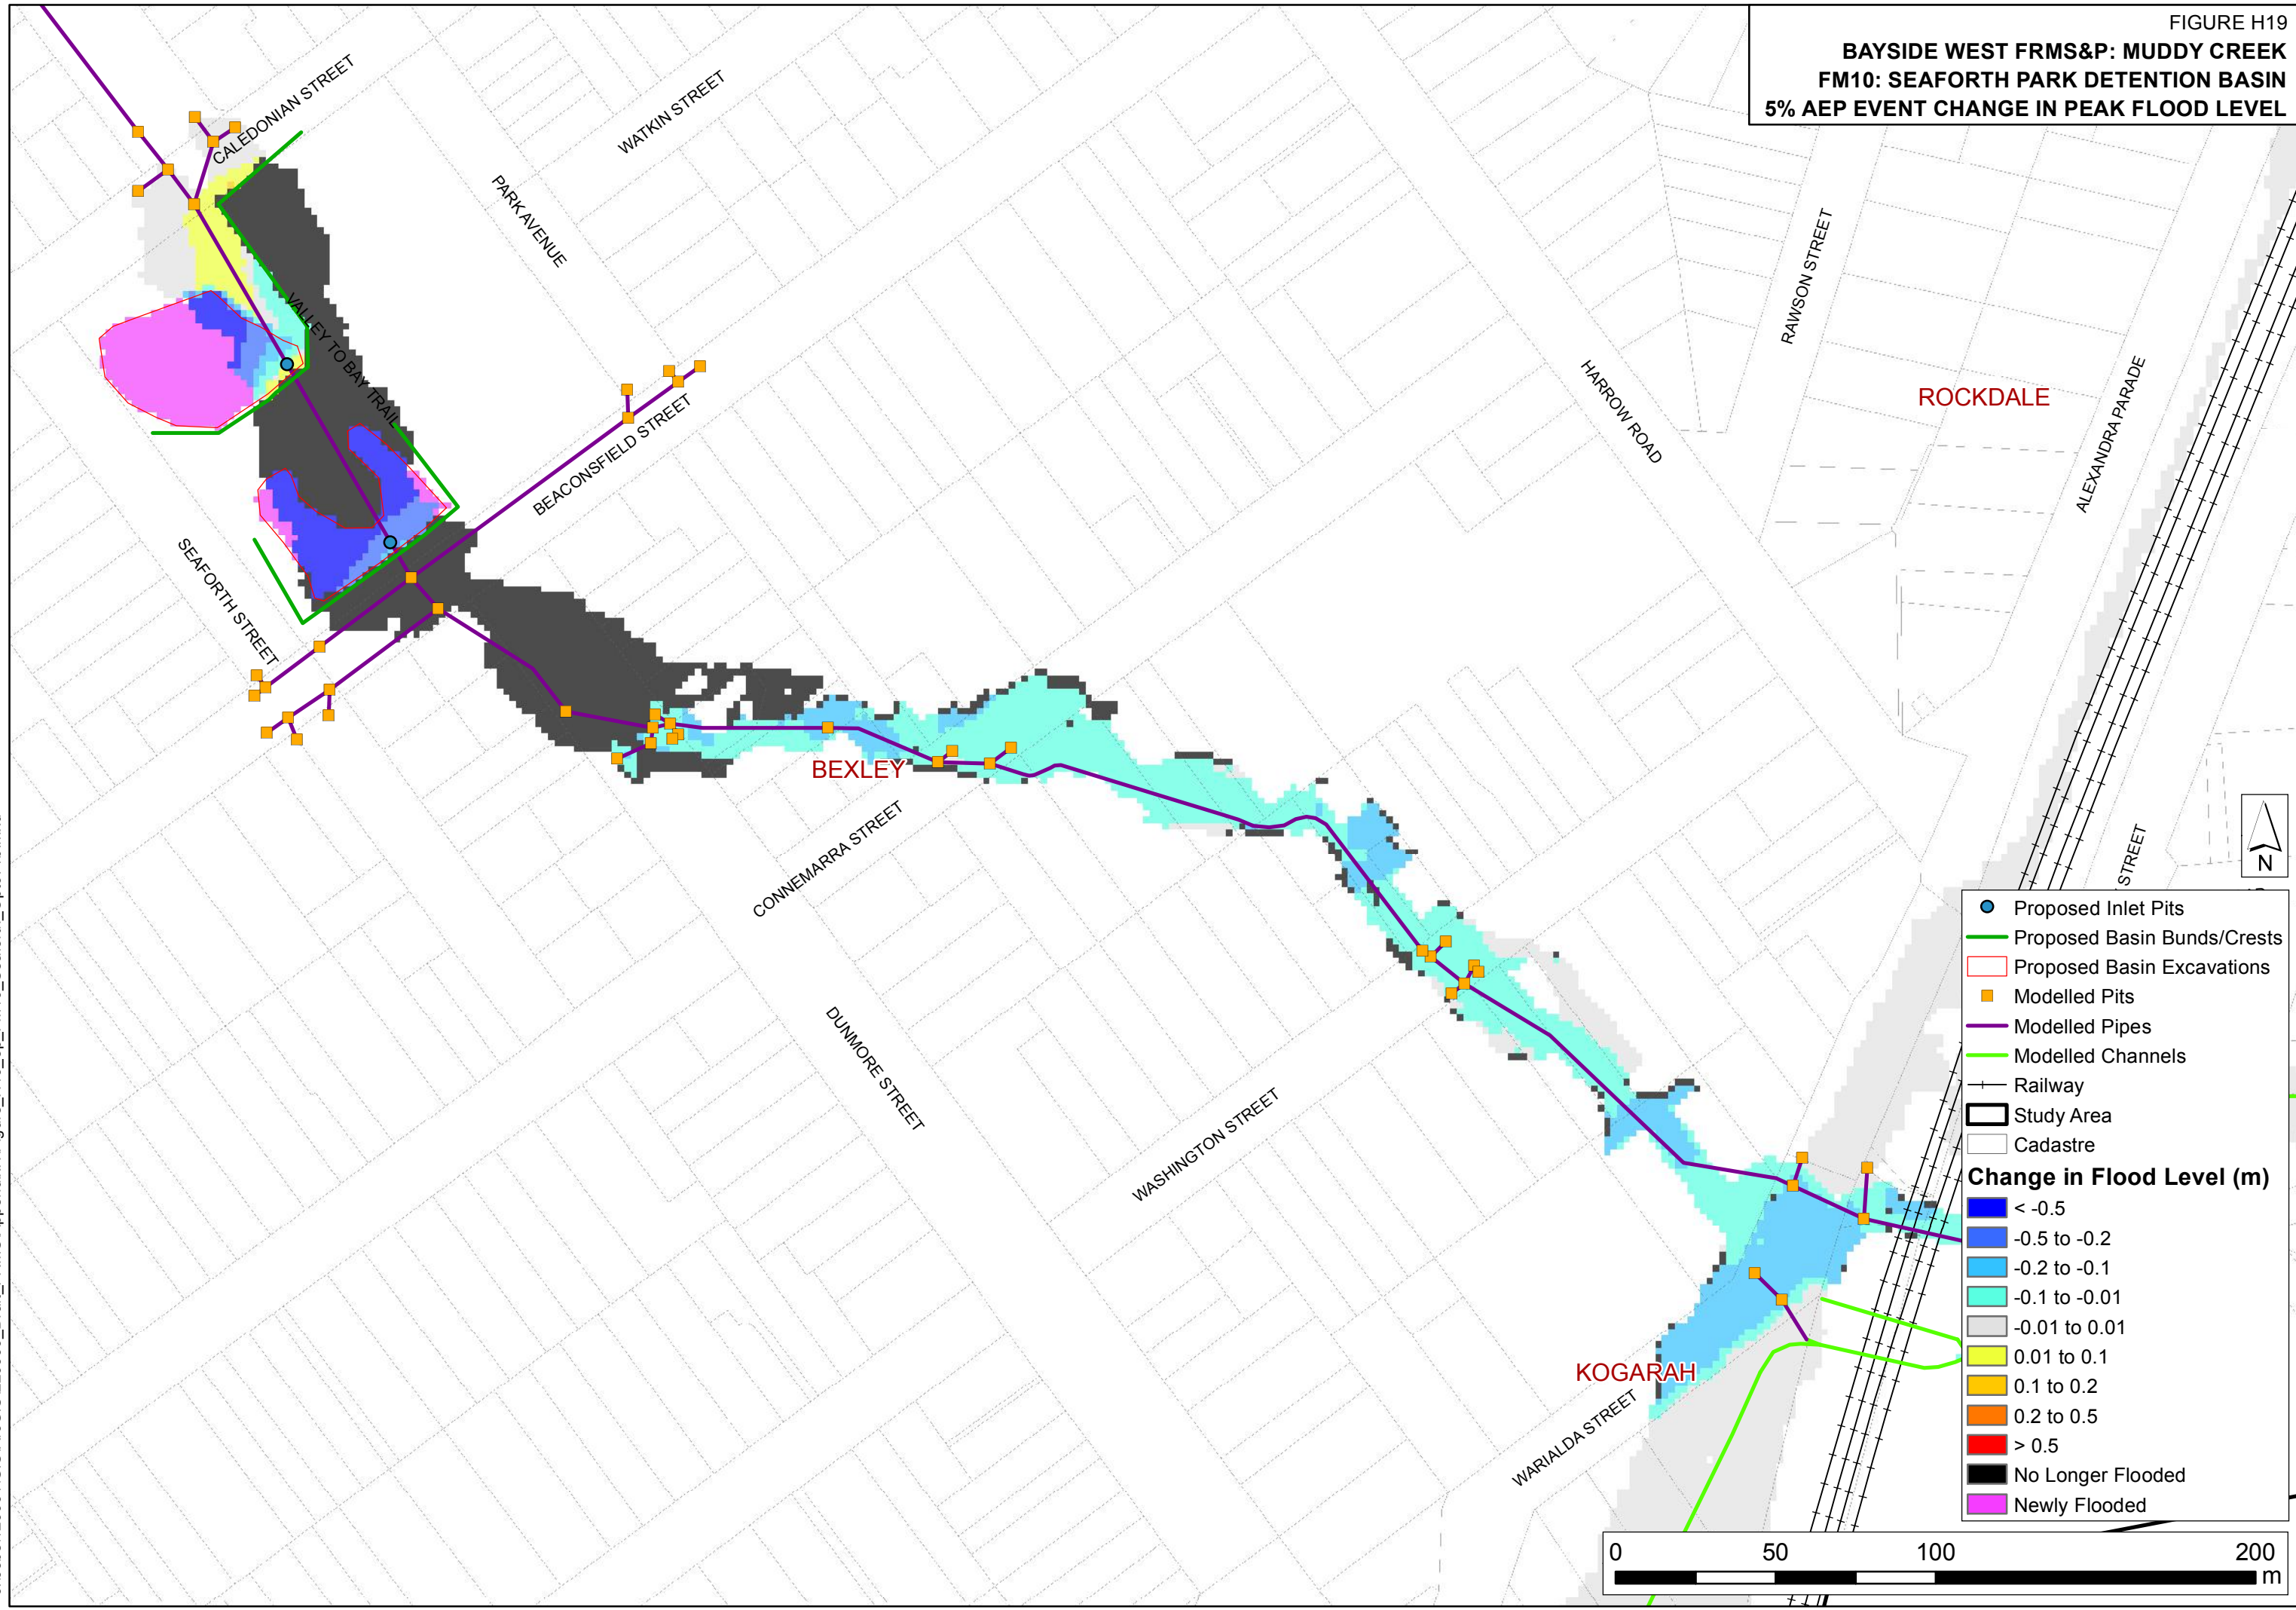 FIGURE H19
BAYSIDE WEST FRMS&P: MUDDY CREEK
FM10: SEAFORTH PARK DETENTION BASIN
5% AEP EVENT CHANGE IN PEAK FLOOD LEVEL
CALEDONIAN STREET
WATKIN STREET
PARK AVENUE
RAWSON STREET
VALLEY TO BAY TRAIL
HARROW ROAD
ROCKDALE
ALEXANDRA PARADE
BEACONSFIELD STREET
SEAFORTH STREET
BEXLEY
CONNEMARRA STREET
STREET
N
DUNMORE STREET
WASHINGTON STREET
KOGARAH
WARIALDA STREET
Proposed Inlet Pits
Proposed Basin Bunds/Crests
Proposed Basin Excavations
Modelled Pits
Modelled Pipes
Modelled Channels
Railway
Study Area
Cadastre
Change in Flood Level (m)
< -0.5
-0.5 to -0.2
-0.2 to -0.1
-0.1 to -0.01
-0.01 to 0.01
0.01 to 0.1
0.1 to 0.2
0.2 to 0.5
> 0.5
No Longer Flooded
Newly Flooded
0 50 100 200
m